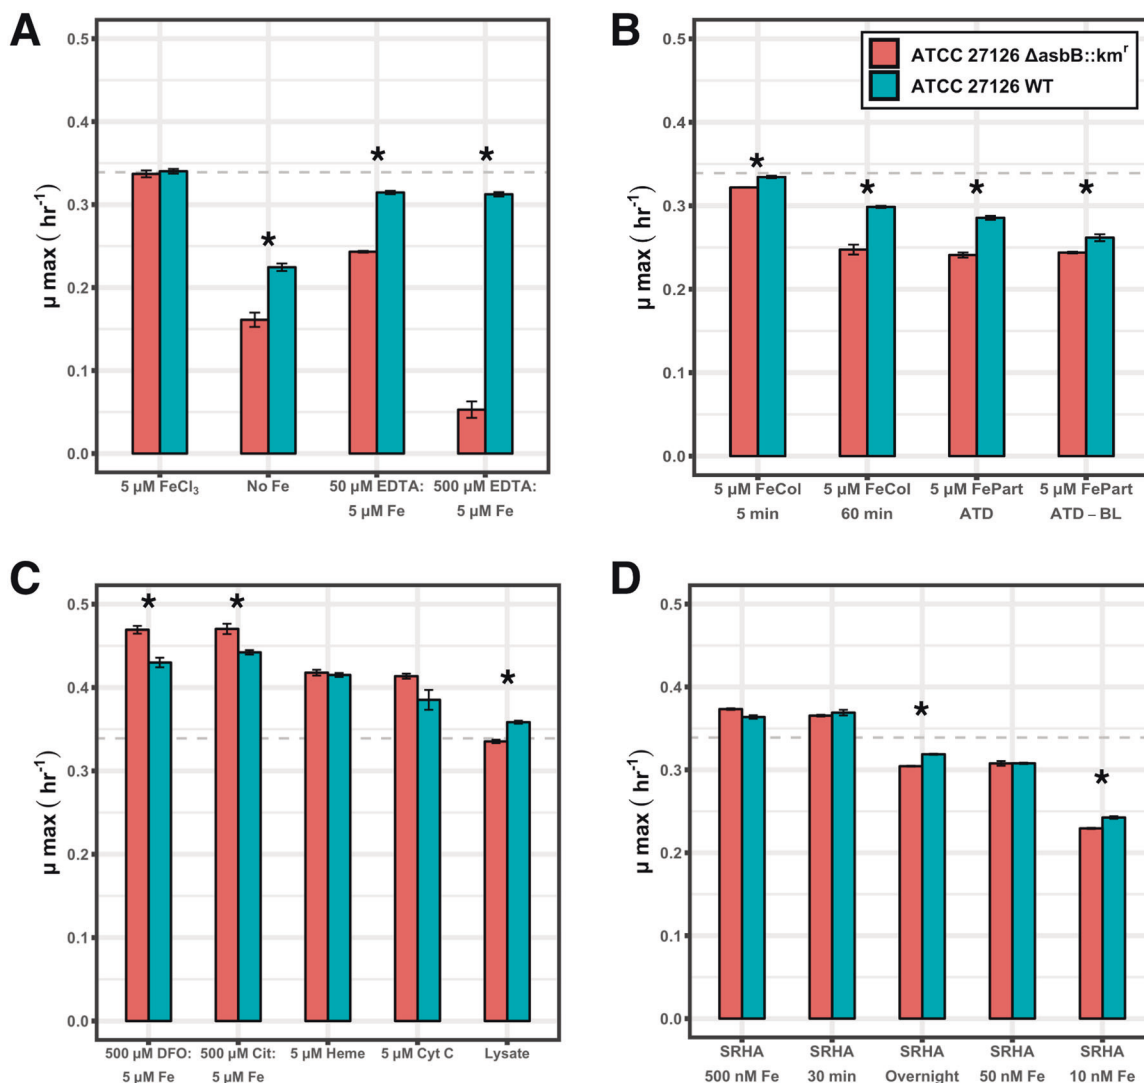 A
0.5
0.4
0.3
0.2
0.1
0.0
μ max ( hr⁻¹)
*
*
*
5 μM FeCl₃
No Fe
50 μM EDTA:
5 μM Fe
500 μM EDTA:
5 μM Fe
B
ATCC 27126 ΔasbB::kmʳ
ATCC 27126 WT
0.5
0.4
0.3
0.2
0.1
0.0
μ max ( hr⁻¹)
*
*
*
*
5 μM FeCol
5 min
5 μM FeCol
60 min
5 μM FePart
ATD
5 μM FePart
ATD – BL
C
0.5
0.4
0.3
0.2
0.1
0.0
μ max ( hr⁻¹)
*
*
*
500 μM DFO:
5 μM Fe
500 μM Cit:
5 μM Fe
5 μM Heme
5 μM Cyt C
Lysate
D
0.5
0.4
0.3
0.2
0.1
0.0
μ max ( hr⁻¹)
*
*
SRHA
500 nM Fe
SRHA
30 min
SRHA
Overnight
SRHA
50 nM Fe
SRHA
10 nM Fe